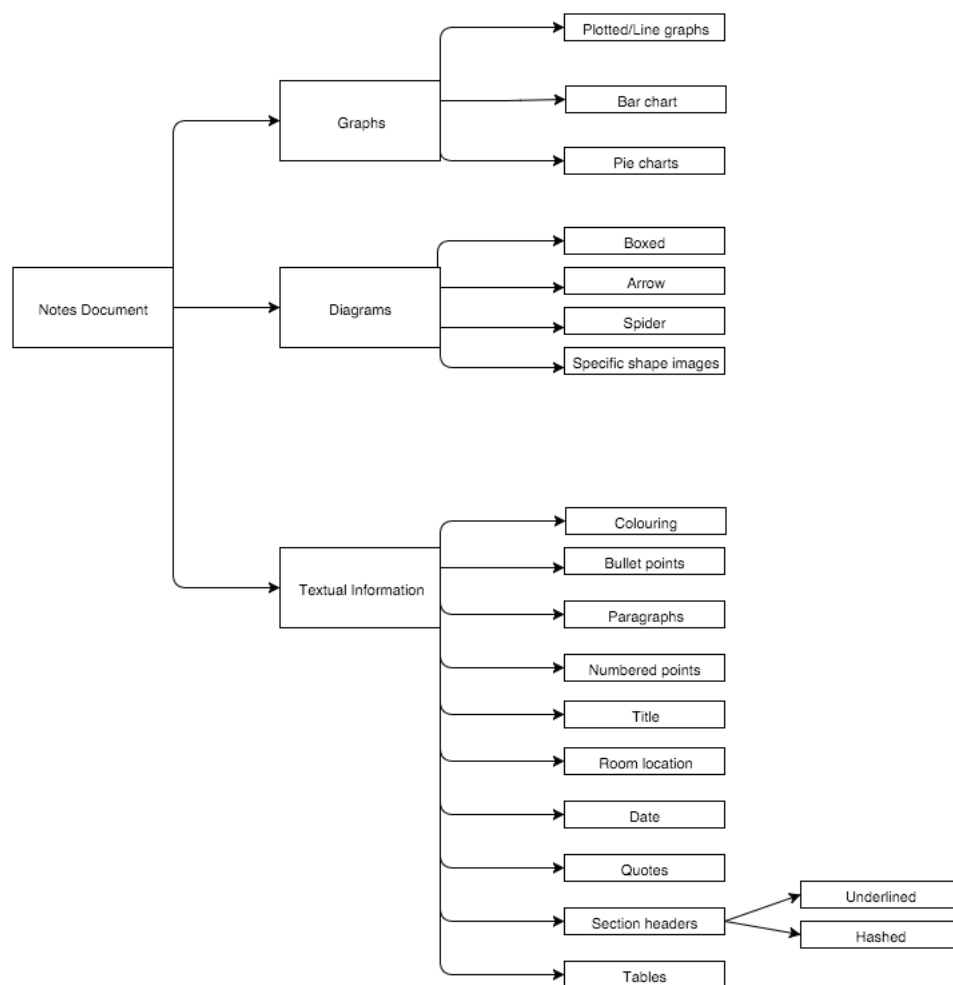 Notes Document
Graphs
Plotted/Line graphs
Bar chart
Pie charts
Diagrams
Boxed
Arrow
Spider
Specific shape images
Textual Information
Colouring
Bullet points
Paragraphs
Numbered points
Title
Room location
Date
Quotes
Section headers
Underlined
Hashed
Tables